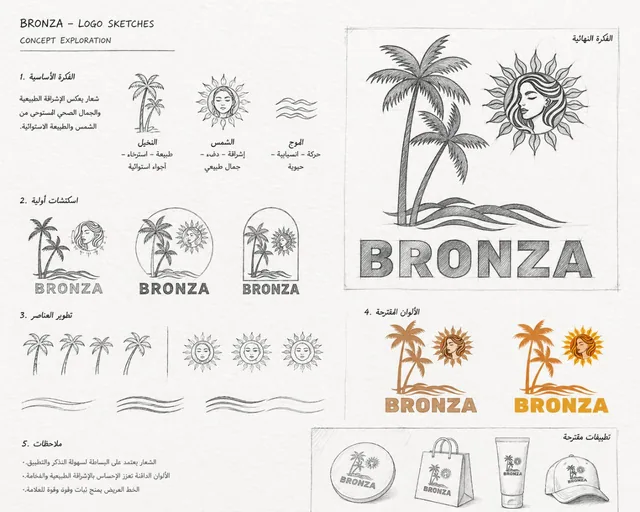 BRONZA – LOGO SKETCHES
CONCEPT EXPLORATION
1. الفكرة الأساسية
شعار يعكس الإشراقة الطبيعية
والجمال الصحي المستوحى من
الشمس والطبيعة الاستوائية.
النخيل
طبيعة – استرخاء –
أجواء استوائية
الشمس
إشراقة – دفء –
جمال طبيعي
الموج
حركة – انسيابية –
حيوية
الفكرة النهائية
BRONZA
2. اسكتشات أولية
BRONZA
BRONZA
BRONZA
3. تطوير العناصر
4. الألوان المقترحة
BRONZA
BRONZA
5. ملاحظات
- الشعار يعتمد على البساطة لسهولة التذكر والتطبيق.
- الألوان الدافئة تعزز الإحساس بالإشراقة الطبيعية والفخامة.
- الخط العريض يمنح ثبات وقوة وقوة للعلامة.
تطبيقات مقترحة
BRONZA
BRONZA
BRONZA